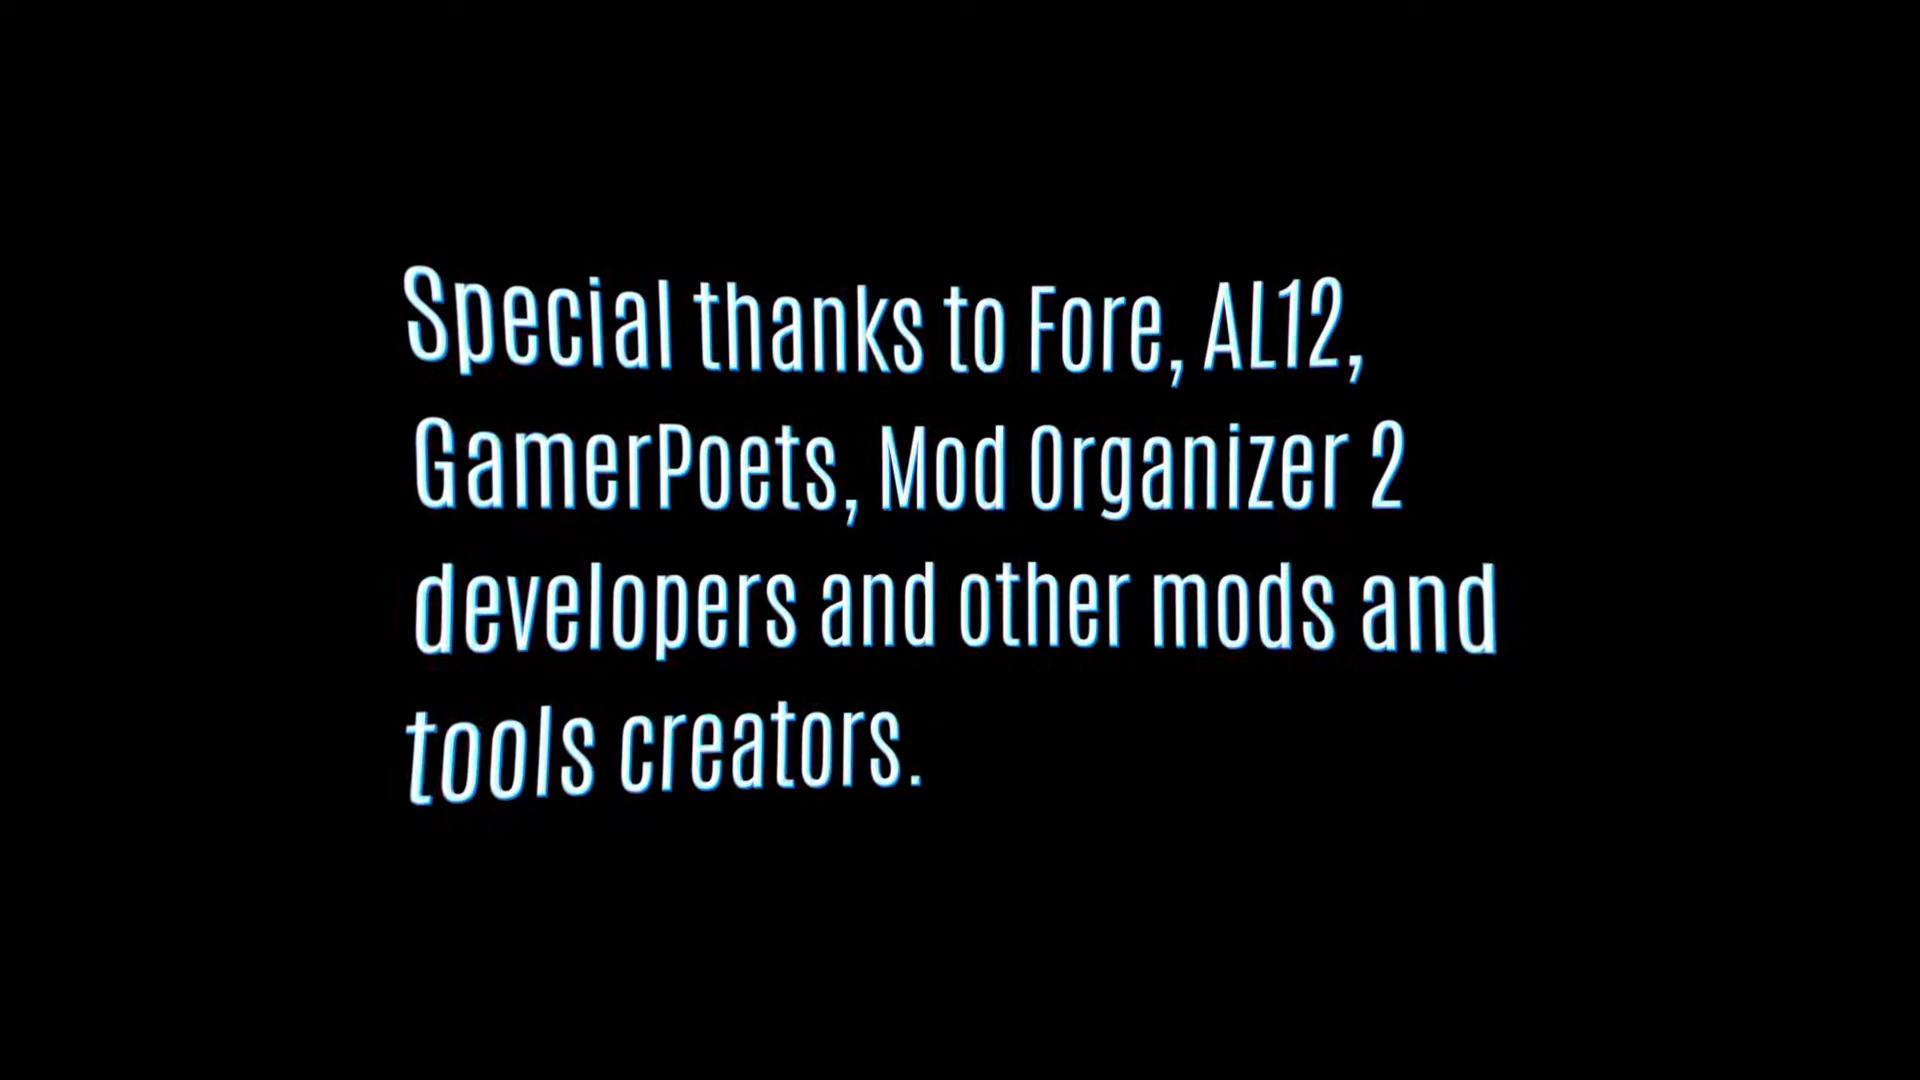 Special thanks to Fore, AL12,
GamerPoets, Mod Organizer 2
developers and other mods and
tools creators.